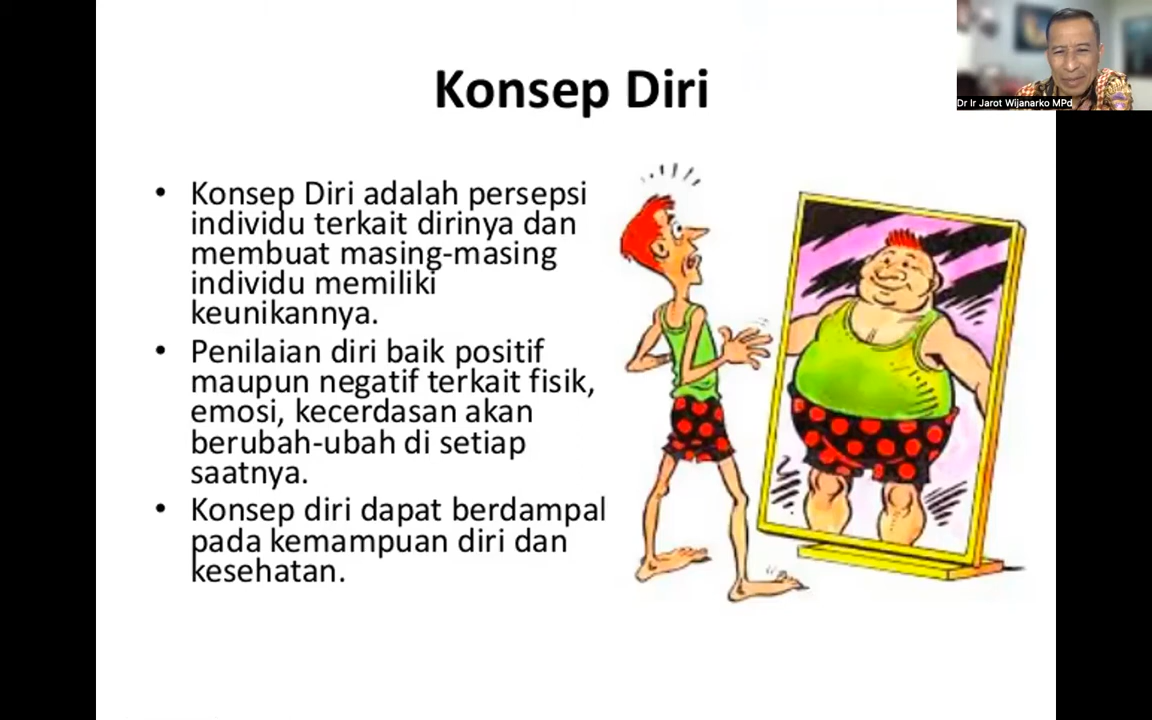 Konsep Diri
Dr Ir Jarot Wijanarko MPd
• Konsep Diri adalah persepsi
individu terkait dirinya dan
membuat masing-masing
individu memiliki
keunikannya.
• Penilaian diri baik positif
maupun negatif terkait fisik,
emosi, kecerdasan akan
berubah-ubah di setiap
saatnya.
• Konsep diri dapat berdampal
pada kemampuan diri dan
kesehatan.